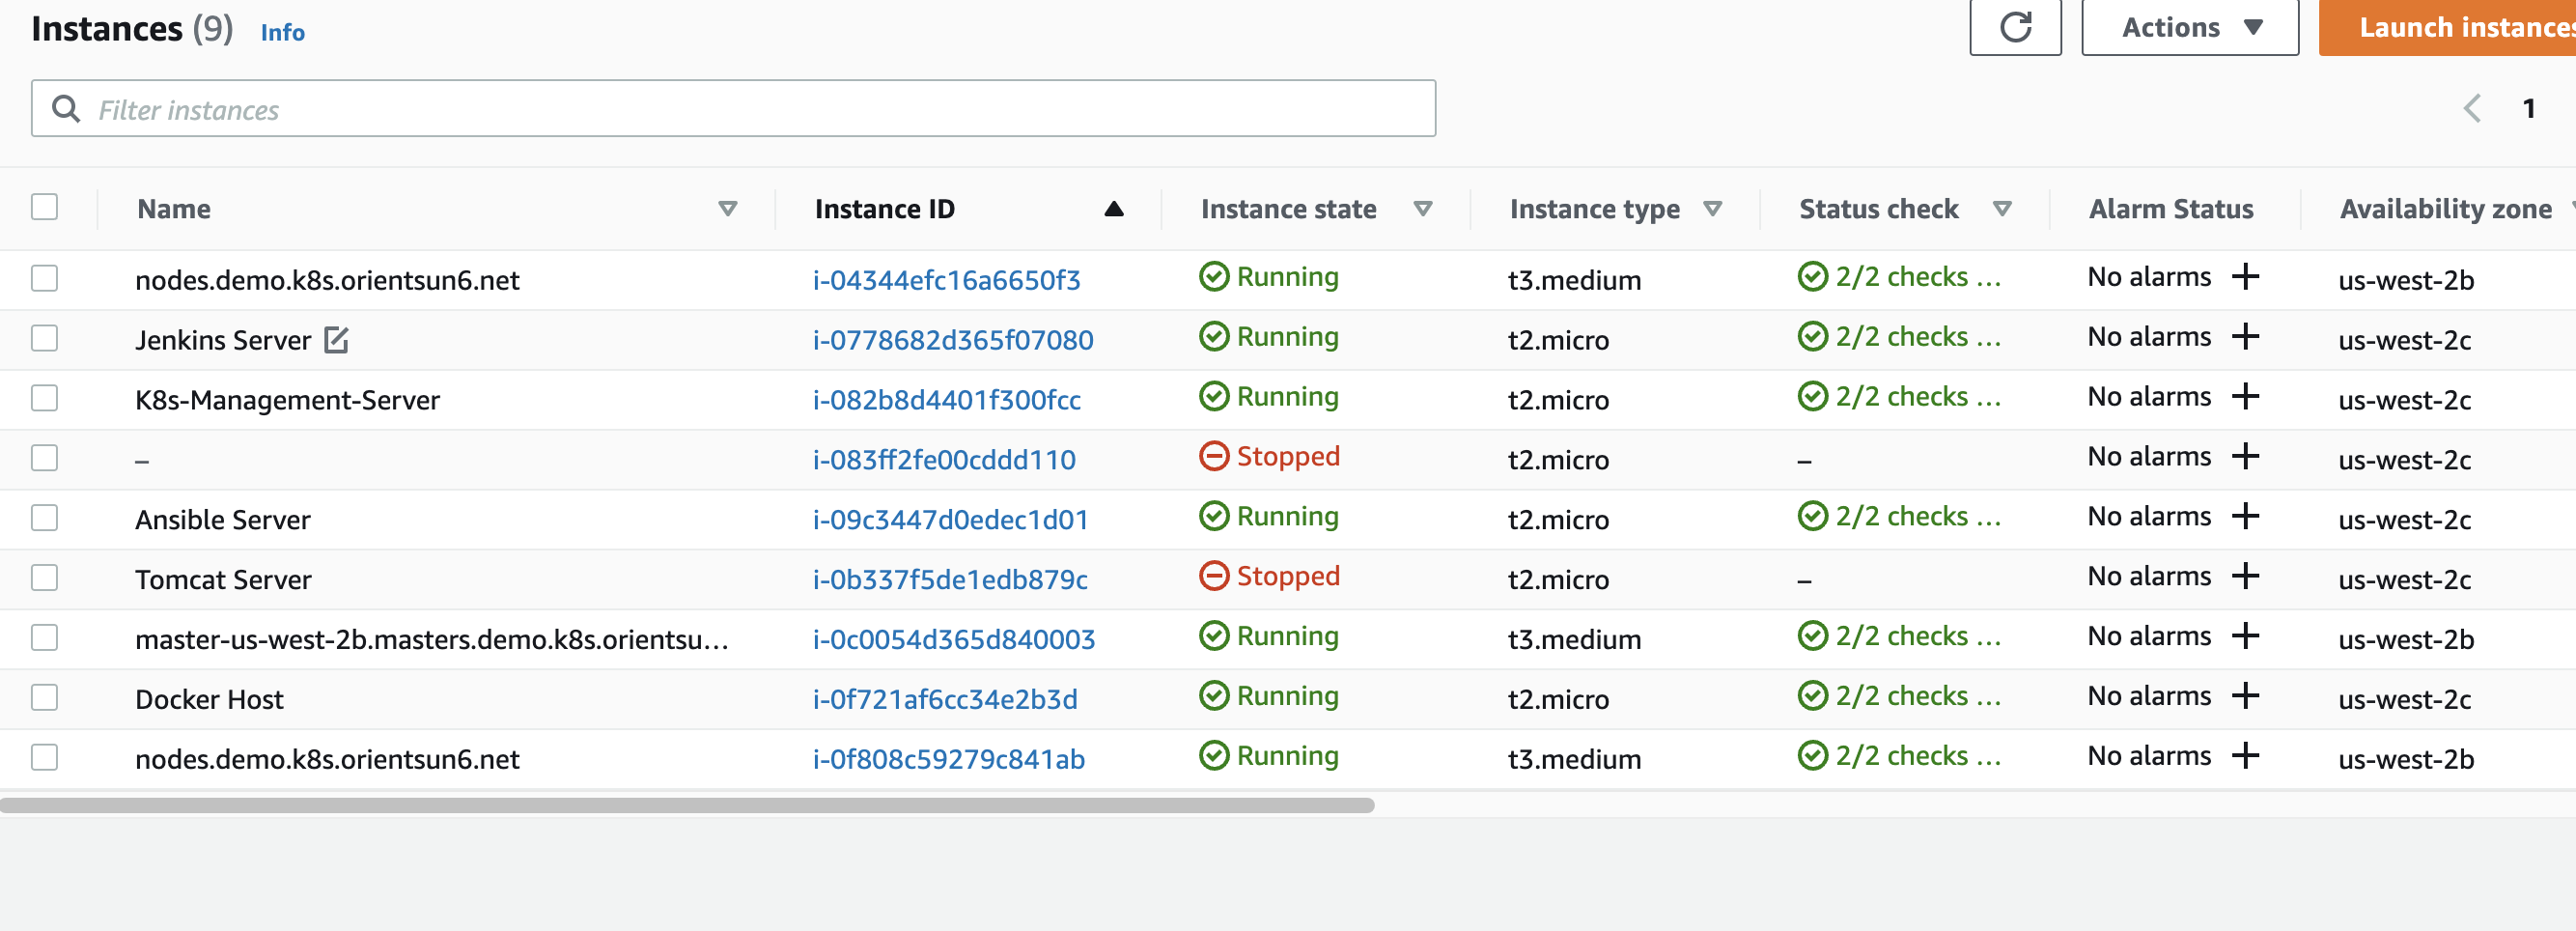 Instances (9) Info
Actions Launch instances
Filter instances
1
Name Instance ID Instance state Instance type Status check Alarm Status Availability zone
nodes.demo.k8s.orientsun6.net i-04344efc16a6650f3 Running t3.medium 2/2 checks ... No alarms + us-west-2b
Jenkins Server i-0778682d365f07080 Running t2.micro 2/2 checks ... No alarms + us-west-2c
K8s-Management-Server i-082b8d4401f300fcc Running t2.micro 2/2 checks ... No alarms + us-west-2c
– i-083ff2fe00cddd110 Stopped t2.micro – No alarms + us-west-2c
Ansible Server i-09c3447d0edec1d01 Running t2.micro 2/2 checks ... No alarms + us-west-2c
Tomcat Server i-0b337f5de1edb879c Stopped t2.micro – No alarms + us-west-2c
master-us-west-2b.masters.demo.k8s.orientsu... i-0c0054d365d840003 Running t3.medium 2/2 checks ... No alarms + us-west-2b
Docker Host i-0f721af6cc34e2b3d Running t2.micro 2/2 checks ... No alarms + us-west-2c
nodes.demo.k8s.orientsun6.net i-0f808c59279c841ab Running t3.medium 2/2 checks ... No alarms + us-west-2b